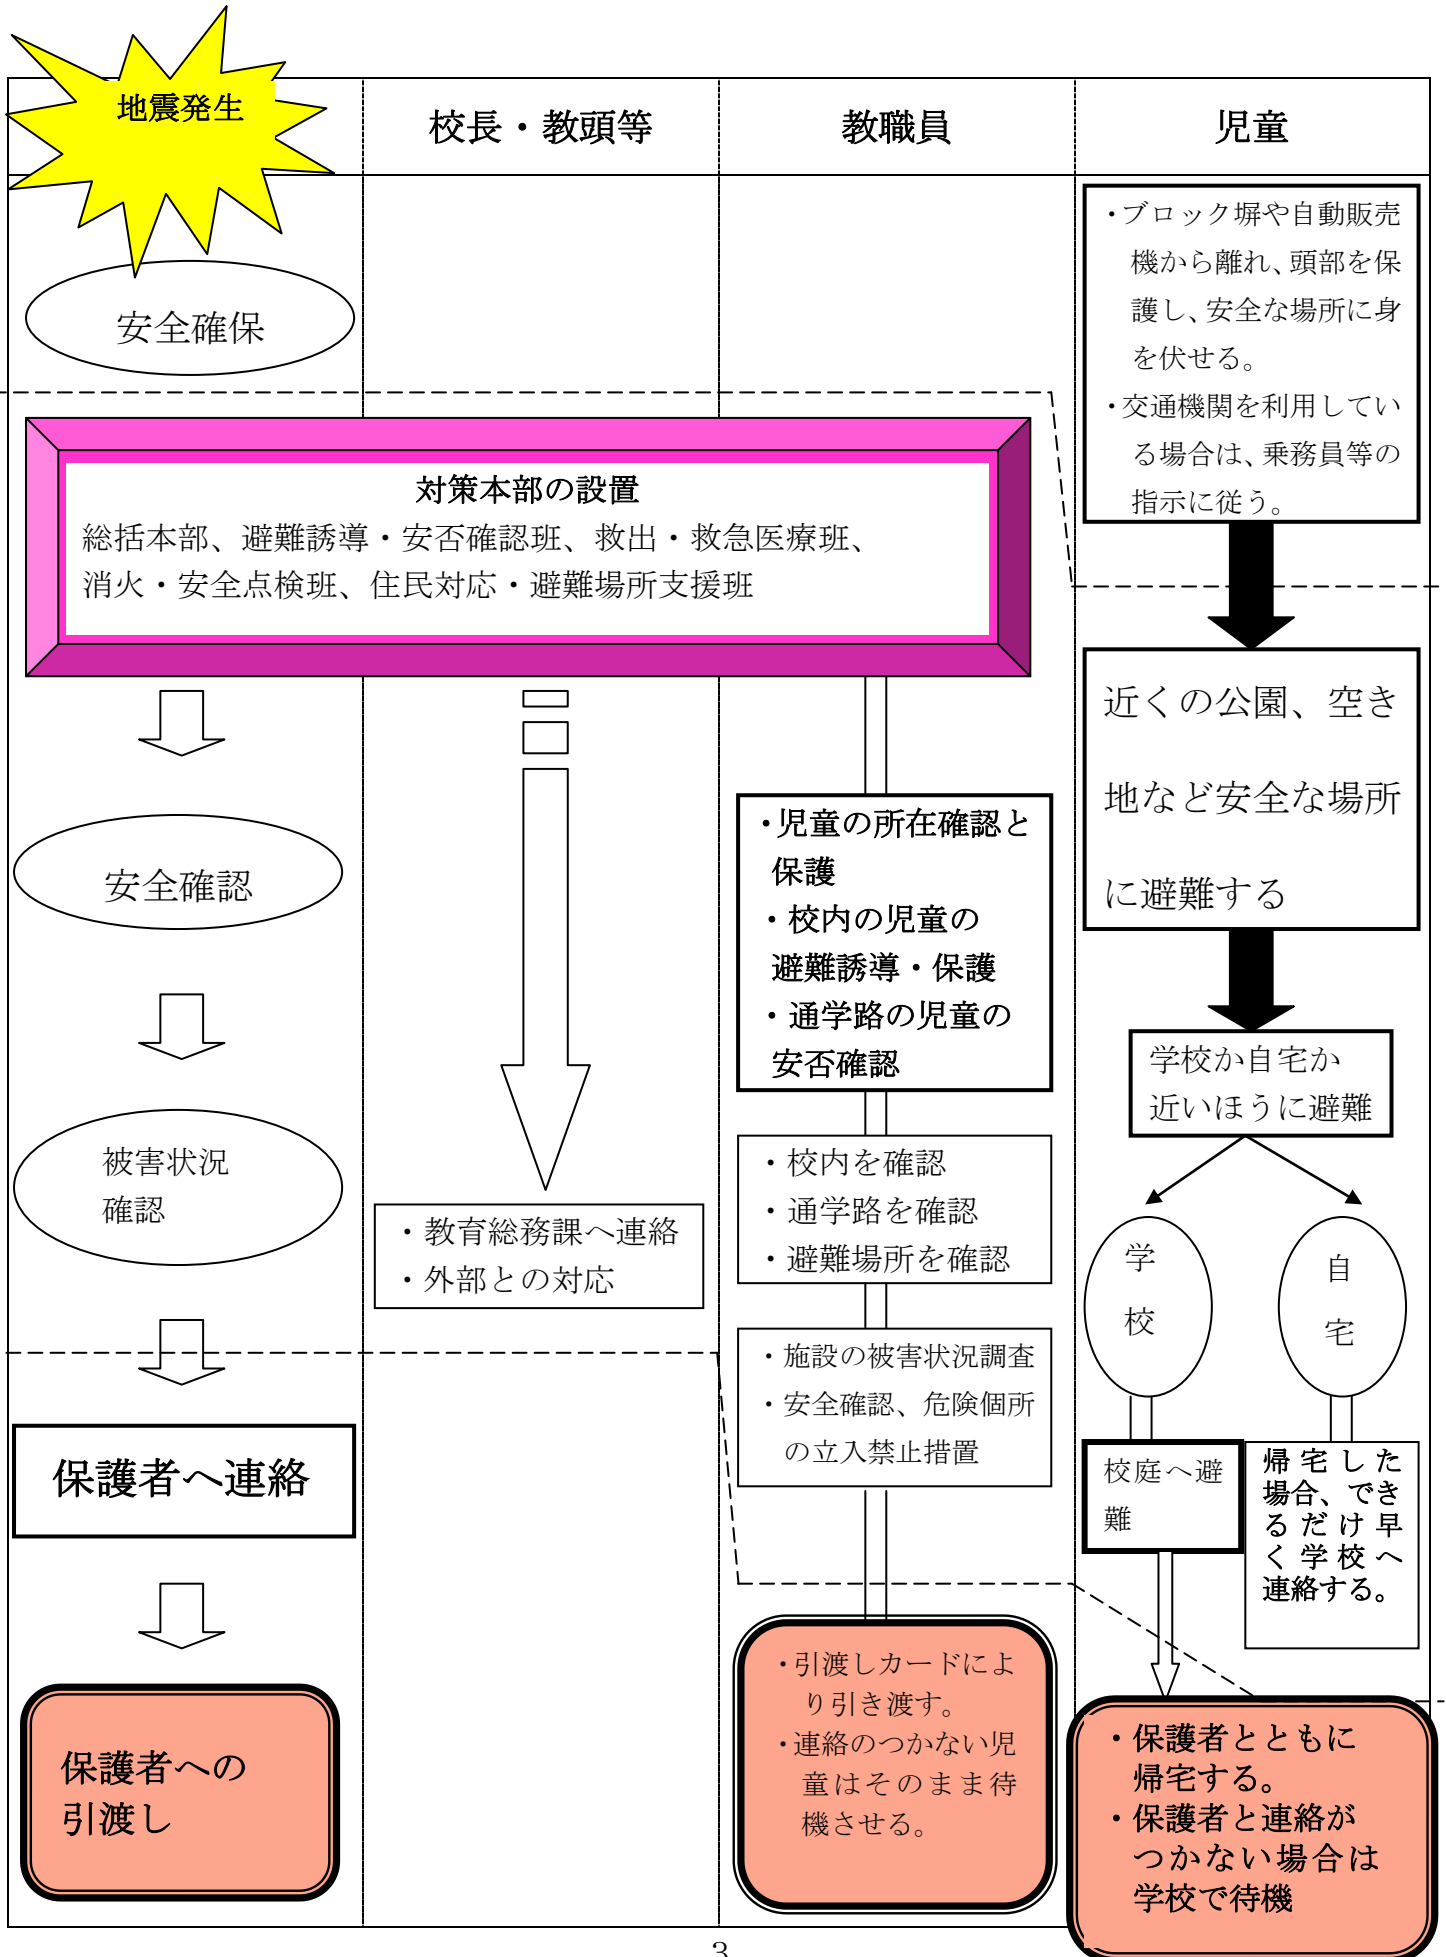 地震発生
校長・教頭等
教職員
児童
安全確保
・ブロック塀や自動販売
機から離れ、頭部を保
護し、安全な場所に身
を伏せる。
・交通機関を利用してい
る場合は、乗務員等の
指示に従う。
対策本部の設置
総括本部、避難誘導・安否確認班、救出・救急医療班、
消火・安全点検班、住民対応・避難場所支援班
近くの公園、空き
地など安全な場所
に避難する
安全確認
・児童の所在確認と
保護
・校内の児童の
避難誘導・保護
・通学路の児童の
安否確認
学校か自宅か
近いほうに避難
被害状況
確認
・教育総務課へ連絡
・外部との対応
・校内を確認
・通学路を確認
・避難場所を確認
学
校
自
宅
・施設の被害状況調査
・安全確認、危険個所
の立入禁止措置
保護者へ連絡
校庭へ避
難
帰宅した
場合、でき
るだけ早
く学校へ
連絡する。
保護者への
引渡し
・引渡しカードによ
り引き渡す。
・連絡のつかない児
童はそのまま待
機させる。
・保護者とともに
帰宅する。
・保護者と連絡が
つかない場合は
学校で待機
3